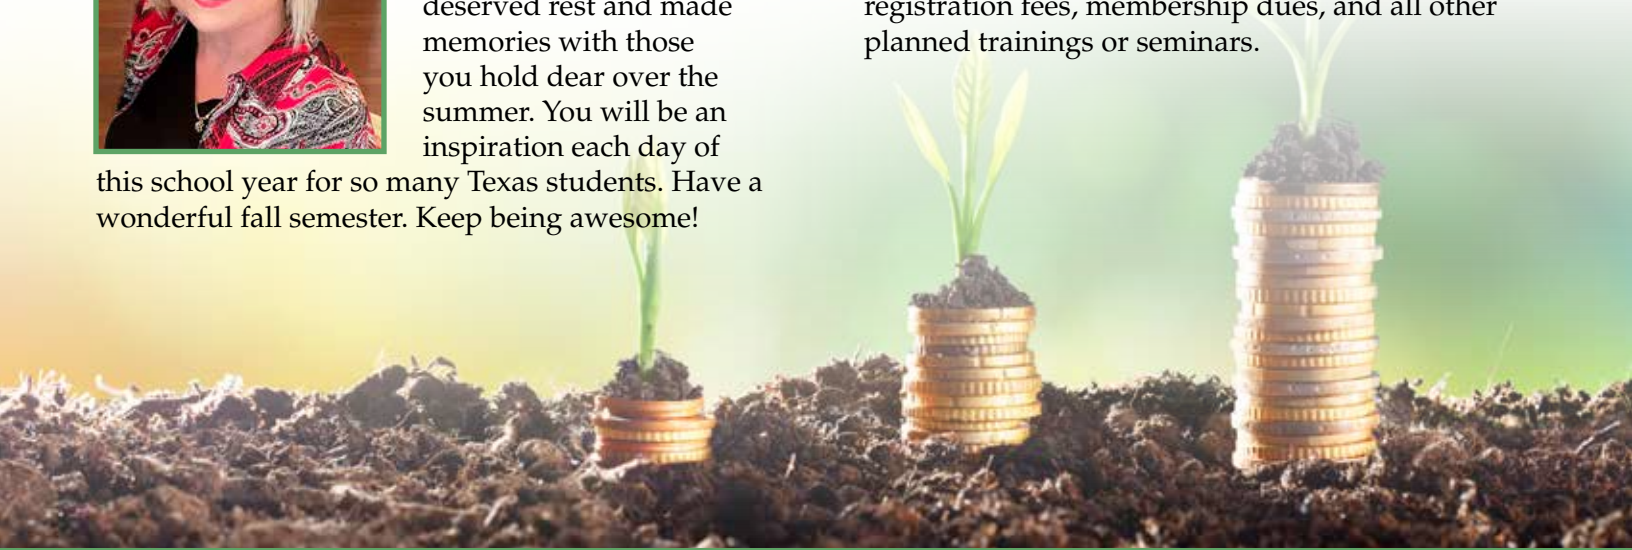 deserved rest and made
memories with those
you hold dear over the
summer. You will be an
inspiration each day of
this school year for so many Texas students. Have a
wonderful fall semester. Keep being awesome!
registration fees, membership dues, and all other
planned trainings or seminars.